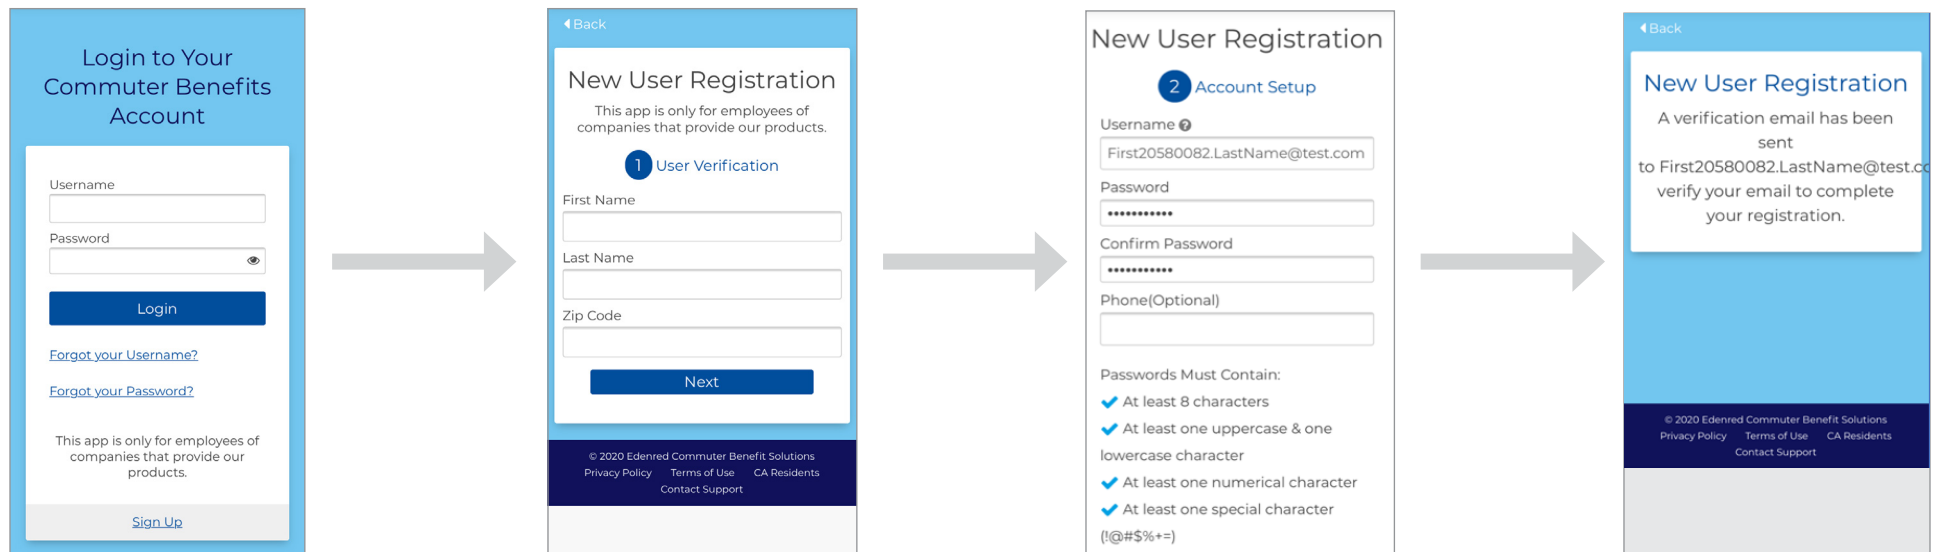 Login to Your
Commuter Benefits
Account
Username
Password
Login
Forgot your Username?
Forgot your Password?
This app is only for employees of
companies that provide our
products.
Sign Up
Back
New User Registration
This app is only for employees of
companies that provide our products.
1 User Verification
First Name
Last Name
Zip Code
Next
© 2020 Edenred Commuter Benefit Solutions
Privacy Policy Terms of Use CA Residents
Contact Support
New User Registration
2 Account Setup
Username
First20580082.LastName@test.com
Password
•••••••••••
Confirm Password
•••••••••••
Phone(Optional)
Passwords Must Contain:
At least 8 characters
At least one uppercase & one
lowercase character
At least one numerical character
At least one special character
(!@#$%+=)
Back
New User Registration
A verification email has been
sent
to First20580082.LastName@test.co
verify your email to complete
your registration.
© 2020 Edenred Commuter Benefit Solutions
Privacy Policy Terms of Use CA Residents
Contact Support